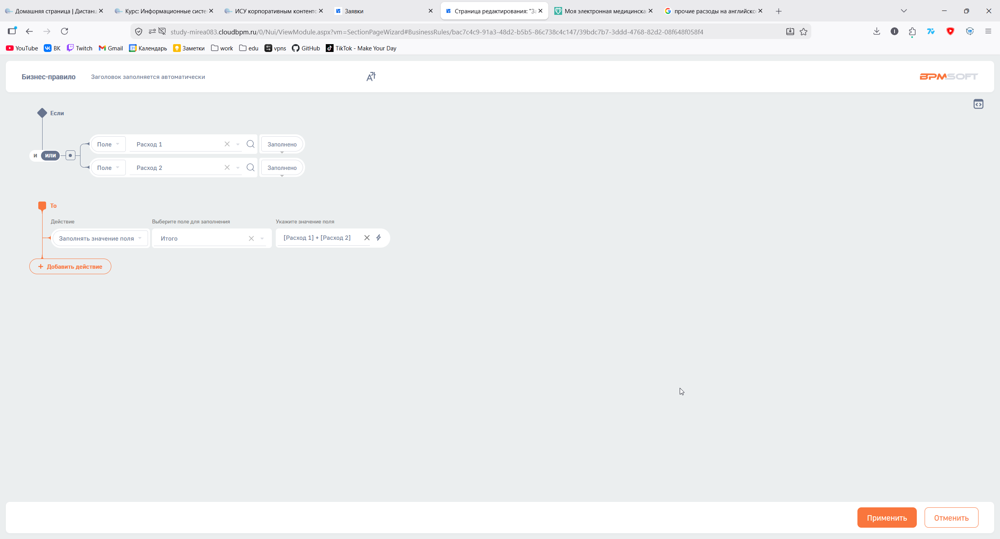 Домашняя страница | Дистанц
Курс: Информационные систе
ИСУ корпоративным контенто
Заявки
Страница редактирования: "За
Моя электронная медицинска
прочие расзоды на английско
study-mirea083.cloudbpm.ru/0/Nui/ViewModule.aspx?vm=SectionPageWizard#BusinessRules/bac7c4c9-91a3-48d2-b5b5-86c738c4c147/39bdc7b7-3ddd-4768-82d2-08f648f058f4
YouTube
ВК
Twitch
Gmail
Календарь
Заметки
work
edu
vpns
GitHub
TikTok - Make Your Day
Бизнес-правило
Заголовок заполняется автоматически
BPMSOFT
Если
Поле
Расход 1
Заполнено
И ИЛИ
Поле
Расход 2
Заполнено
То
Действие
Выберите поле для заполнения
Укажите значение поля
Заполнять значение поля
Итого
[Расход 1] + [Расход 2]
+ Добавить действие
Применить
Отменить